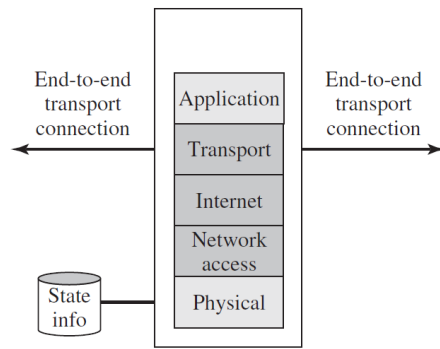 End-to-end
transport
connection
Application
Transport
Internet
Network
access
Physical
End-to-end
transport
connection
State
info